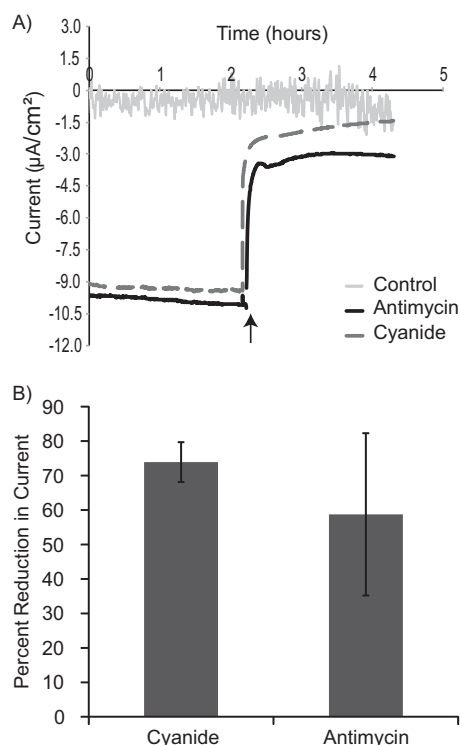 A)
Time (hours)
3.0
1.5
0
-1.5
-3.0
-4.5
-6.0
-7.5
-9.0
-10.5
-12.0
0 1 2 3 4 5
Current (µA/cm²)
Control
Antimycin
Cyanide
B)
Percent Reduction in Current
90
80
70
60
50
40
30
20
10
0
Cyanide Antimycin